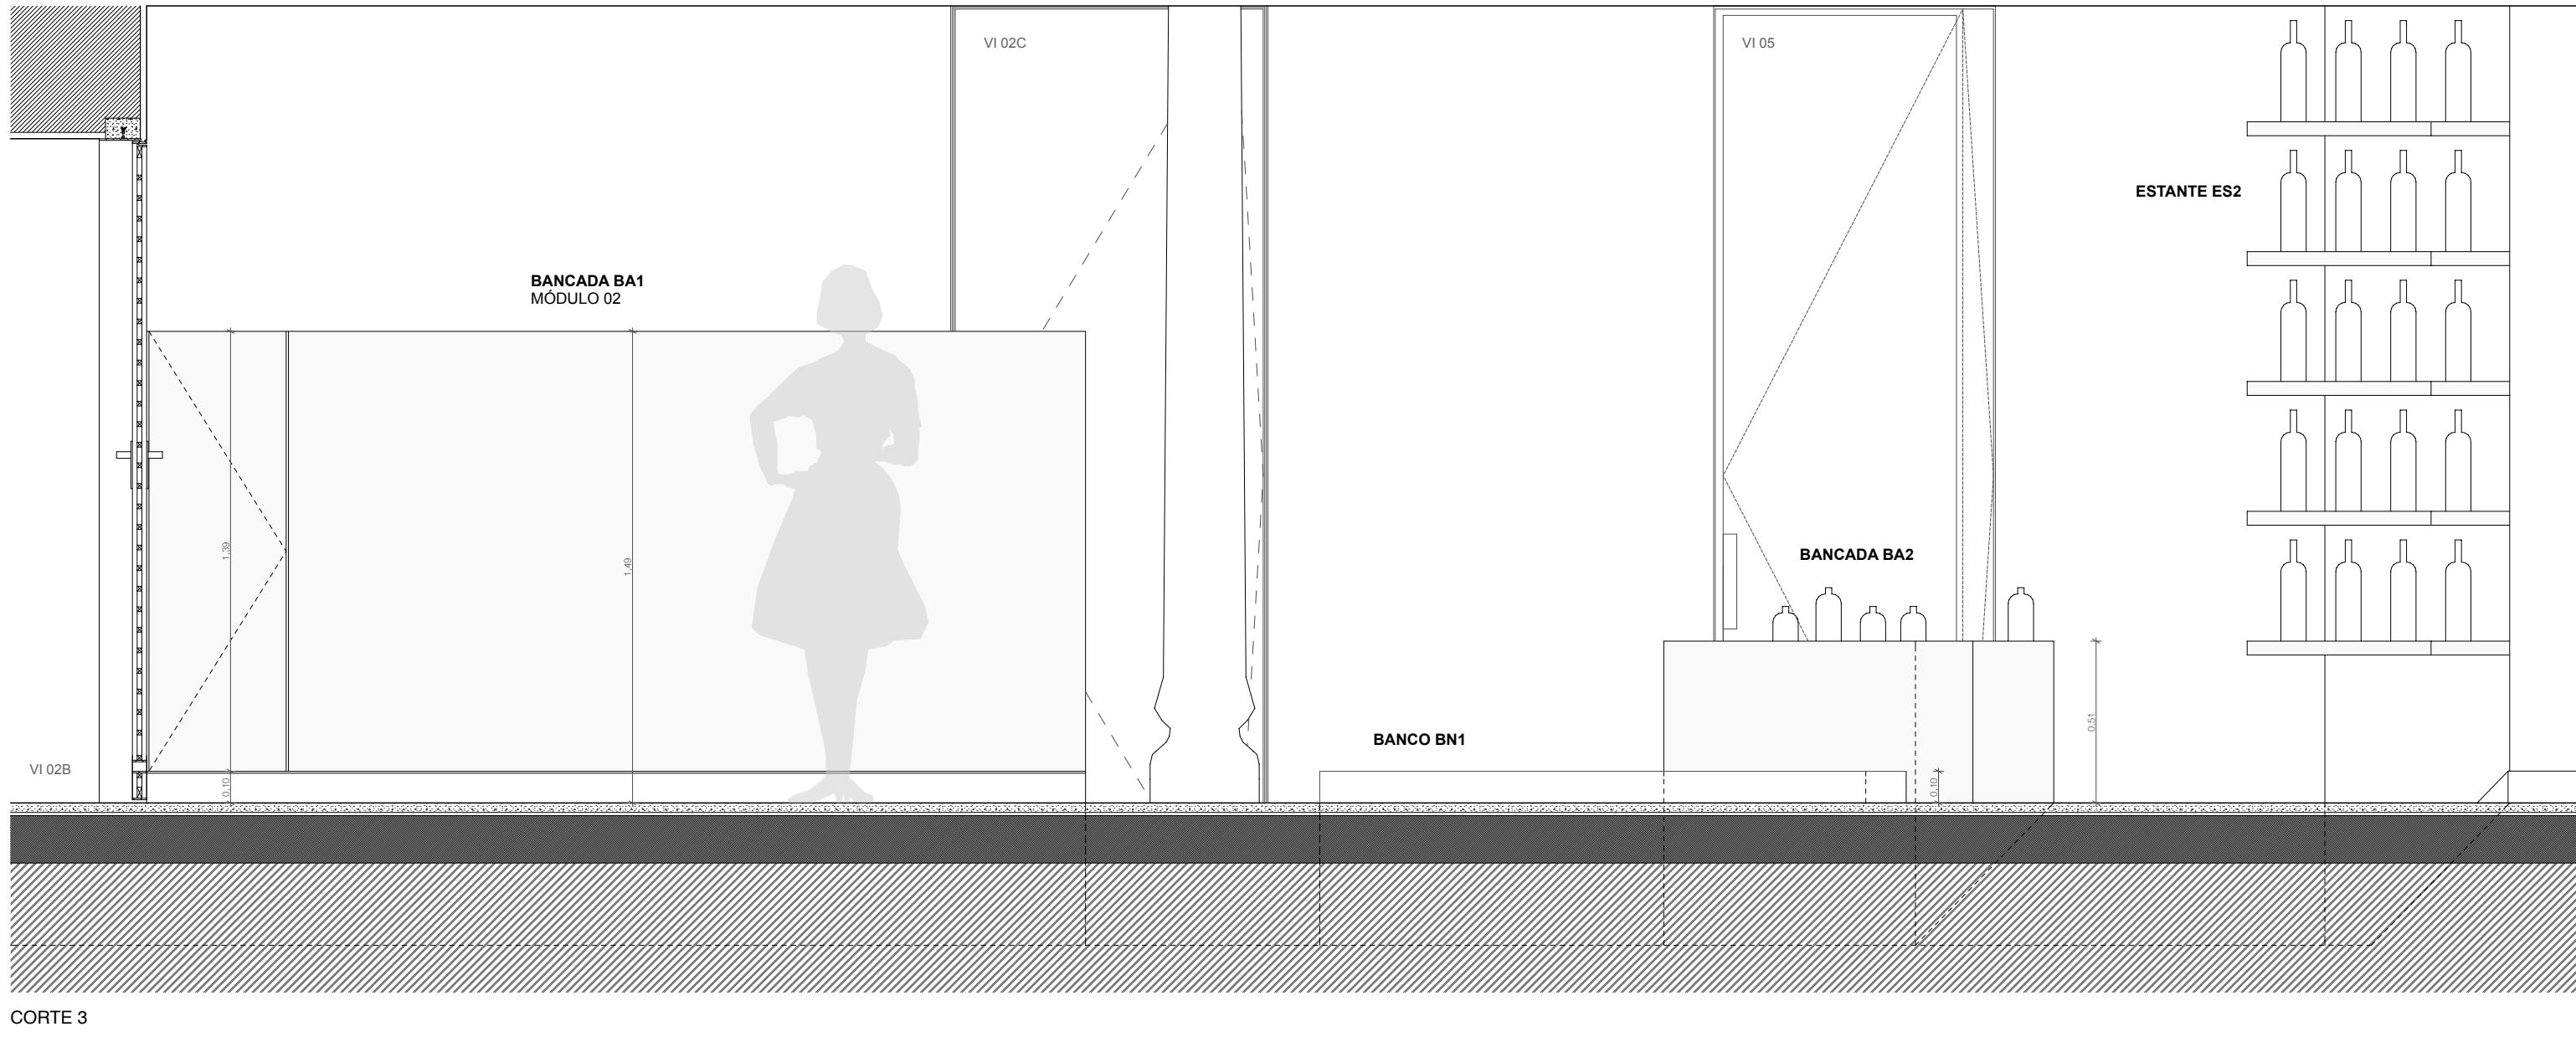 VI 02C
VI 05
ESTANTE ES2
BANCADA BA1
MÓDULO 02
1,39
1,49
BANCADA BA2
0,51
BANCO BN1
VI 02B
0,10
0,10
CORTE 3